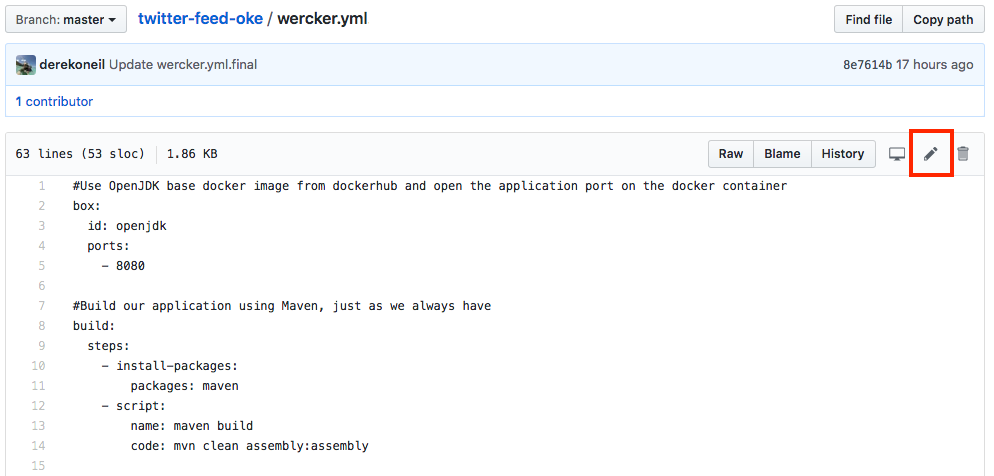 Branch: master twitter-feed-oke / wercker.yml Find file Copy path
derekoneil Update wercker.yml.final 8e7614b 17 hours ago
1 contributor
63 lines (53 sloc) 1.86 KB Raw Blame History
1 #Use OpenJDK base docker image from dockerhub and open the application port on the docker container
2 box:
3 id: openjdk
4 ports:
5 - 8080
6
7 #Build our application using Maven, just as we always have
8 build:
9 steps:
10 - install-packages:
11 packages: maven
12 - script:
13 name: maven build
14 code: mvn clean assembly:assembly
15